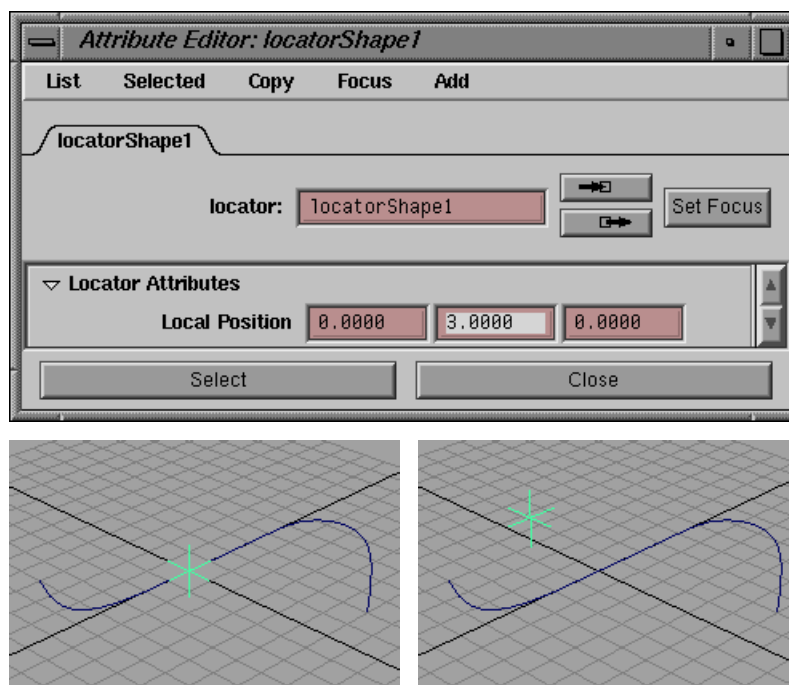 Attribute Editor: locatorShape1
List Selected Copy Focus Add
locatorShape1
locator: locatorShape1 Set Focus
Locator Attributes
Local Position 0.0000 3.0000 0.0000
Select Close